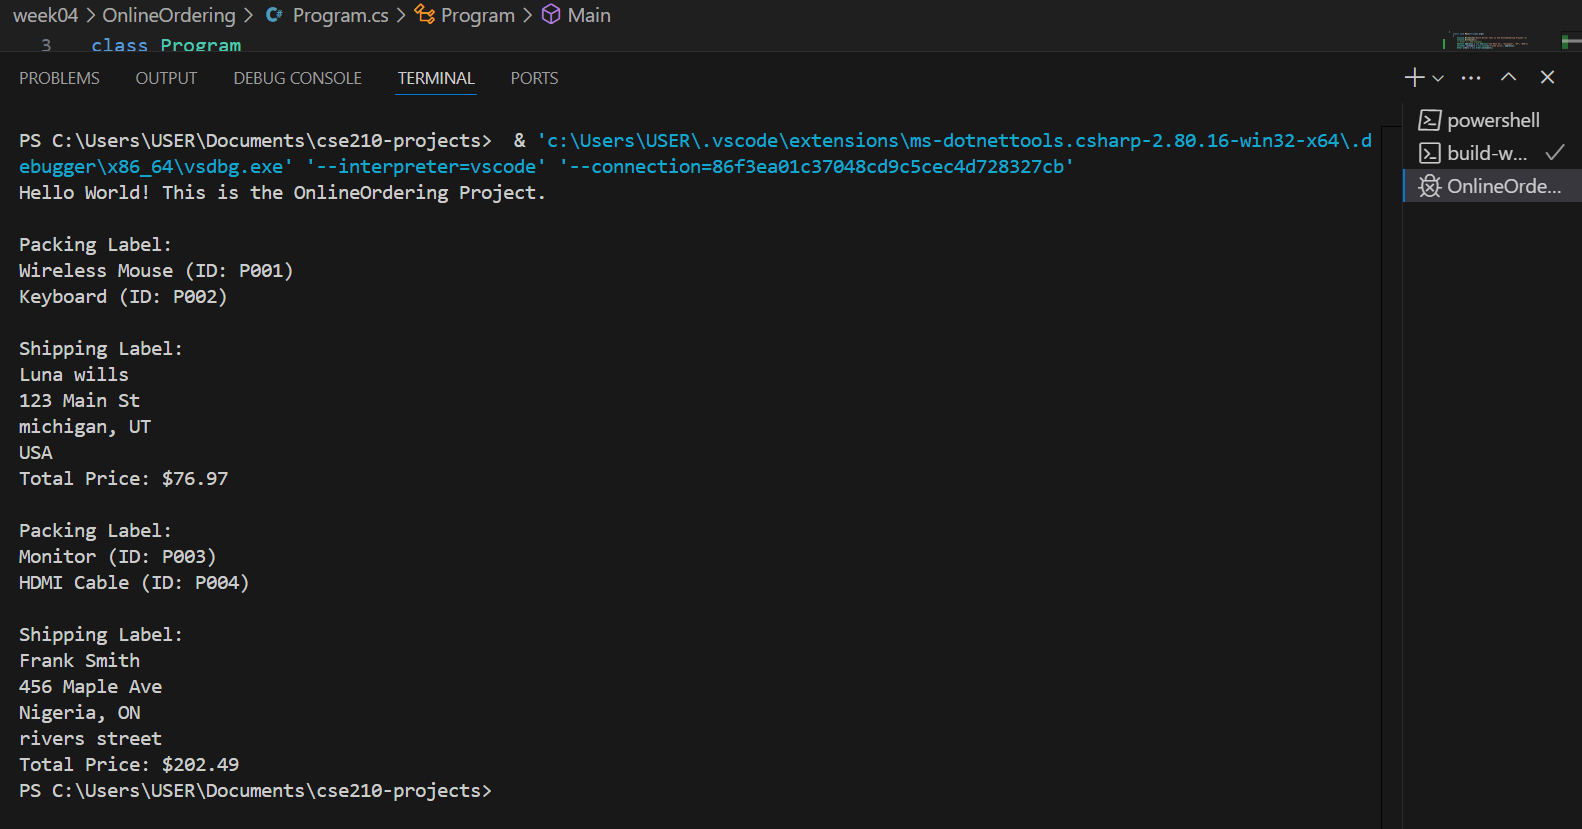 week04 > OnlineOrdering > Program.cs > Program > Main
3 class Program
PROBLEMS OUTPUT DEBUG CONSOLE TERMINAL PORTS
PS C:\Users\USER\Documents\cse210-projects>  & 'c:\Users\USER\.vscode\extensions\ms-dotnettools.csharp-2.80.16-win32-x64\.d
ebugger\x86_64\vsdbg.exe' '--interpreter=vscode' '--connection=86f3ea01c37048cd9c5cec4d728327cb'
Hello World! This is the OnlineOrdering Project.
Packing Label:
Wireless Mouse (ID: P001)
Keyboard (ID: P002)
Shipping Label:
Luna wills
123 Main St
michigan, UT
USA
Total Price: $76.97
Packing Label:
Monitor (ID: P003)
HDMI Cable (ID: P004)
Shipping Label:
Frank Smith
456 Maple Ave
Nigeria, ON
rivers street
Total Price: $202.49
PS C:\Users\USER\Documents\cse210-projects>
powershell
build-w...
OnlineOrde...